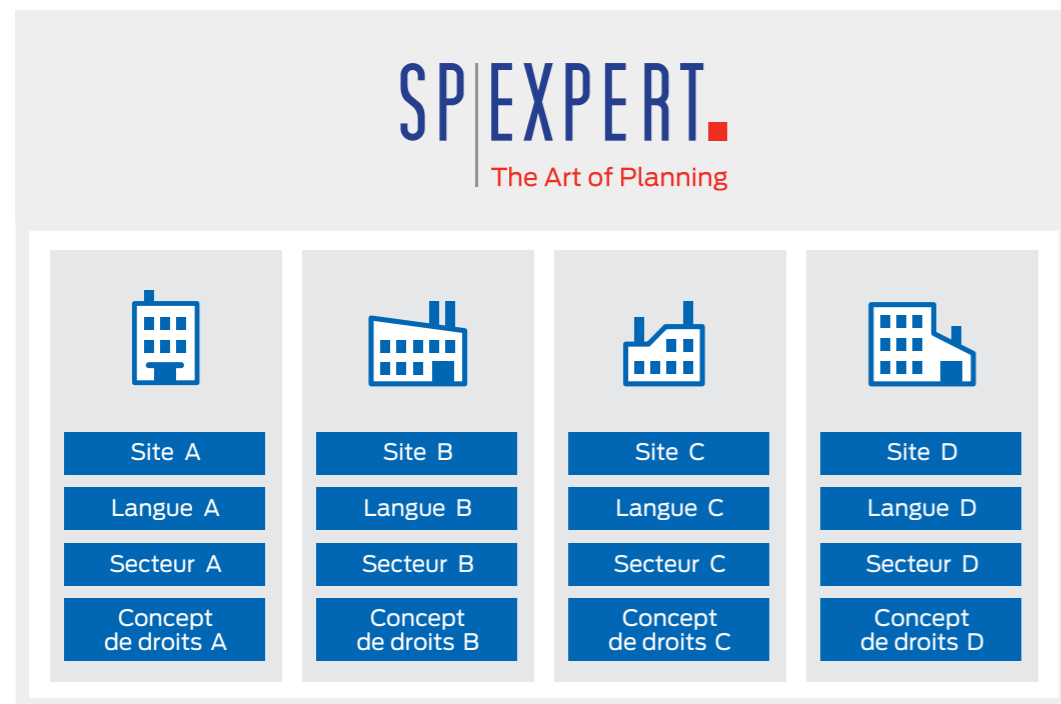 SP|EXPERT.
The Art of Planning
Site A
Langue A
Secteur A
Concept
de droits A
Site B
Langue B
Secteur B
Concept
de droits B
Site C
Langue C
Secteur C
Concept
de droits C
Site D
Langue D
Secteur D
Concept
de droits D